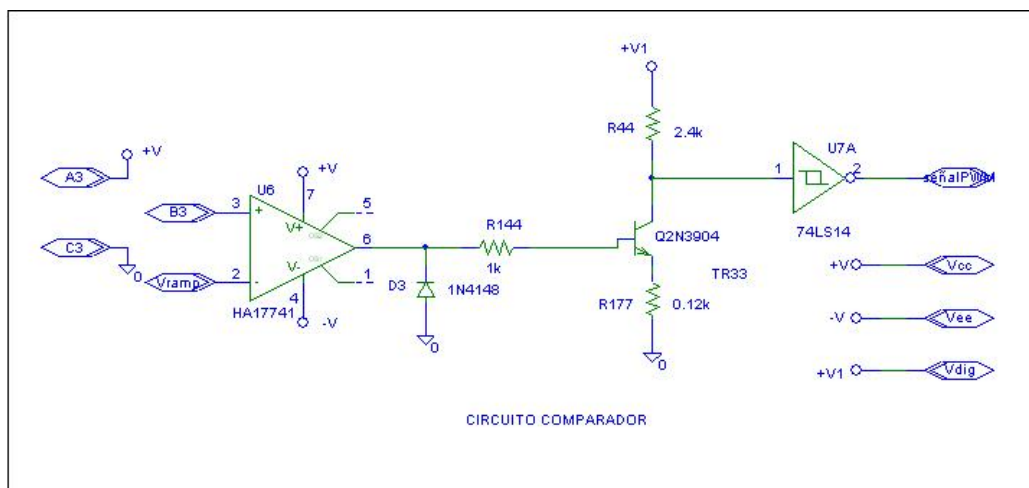 +V1
R44
2.4k
U7A
1
2
señalPWM
74LS14
+V
A3
U6
+V
7
B3
3
+
V+
OS2
5
6
R144
1k
Q2N3904
TR33
C3
0
Vramp
2
-
V-
OS1
1
4
HA17741
-V
D3
1N4148
0
R177
0.12k
0
+V
Vcc
-V
Vee
+V1
Vdig
CIRCUITO COMPARADOR